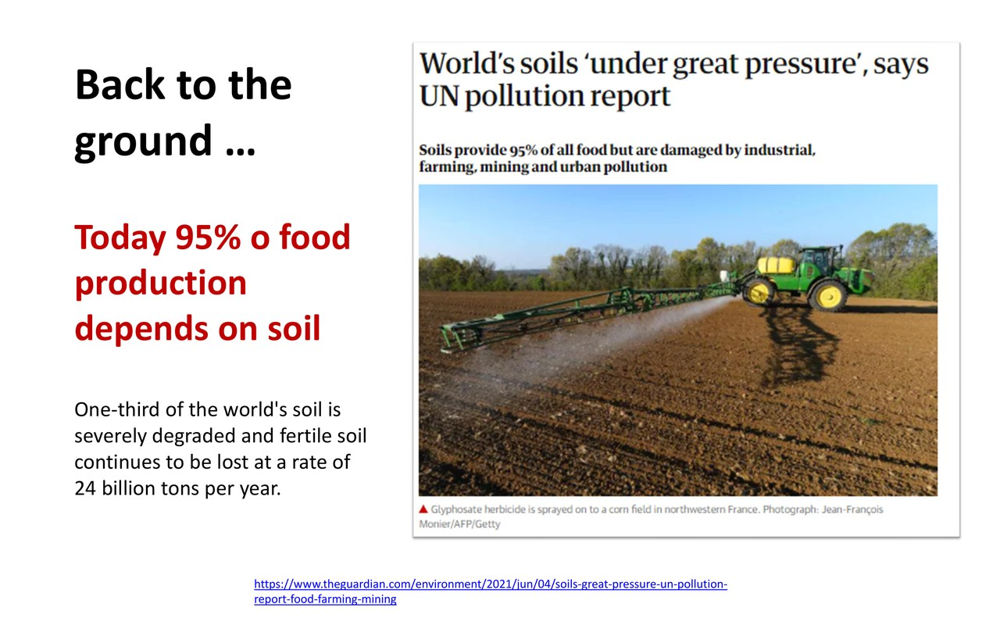 Back to the
ground ...
Today 95% o food
production
depends on soil
One-third of the world's soil is
severely degraded and fertile soil
continues to be lost at a rate of
24 billion tons per year.
World's soils ‘under great pressure’, says
UN pollution report
Soils provide 95% of all food but are damaged by industrial,
farming, mining and urban pollution
▲ Glyphosate herbicide is sprayed on to a corn field in northwestern France. Photograph: Jean-François
Monier/AFP/Getty
https://www.theguardian.com/environment/2021/jun/04/soils-great-pressure-un-pollution-
report-food-farming-mining